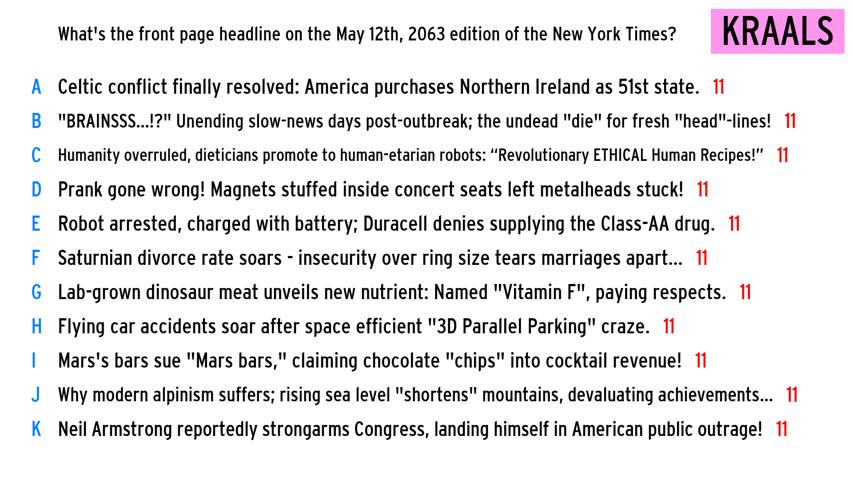 What's the front page headline on the May 12th, 2063 edition of the New York Times?
KRAALS
A Celtic conflict finally resolved: America purchases Northern Ireland as 51st state. 11
B "BRAINSSS...!?" Unending slow-news days post-outbreak; the undead "die" for fresh "head"-lines! 11
C Humanity overruled, dieticians promote to human-etarian robots: “Revolutionary ETHICAL Human Recipes!” 11
D Prank gone wrong! Magnets stuffed inside concert seats left metalheads stuck! 11
E Robot arrested, charged with battery; Duracell denies supplying the Class-AA drug. 11
F Saturnian divorce rate soars - insecurity over ring size tears marriages apart... 11
G Lab-grown dinosaur meat unveils new nutrient: Named "Vitamin F", paying respects. 11
H Flying car accidents soar after space efficient "3D Parallel Parking" craze. 11
I Mars's bars sue "Mars bars," claiming chocolate "chips" into cocktail revenue! 11
J Why modern alpinism suffers; rising sea level "shortens" mountains, devaluating achievements... 11
K Neil Armstrong reportedly strongarms Congress, landing himself in American public outrage! 11